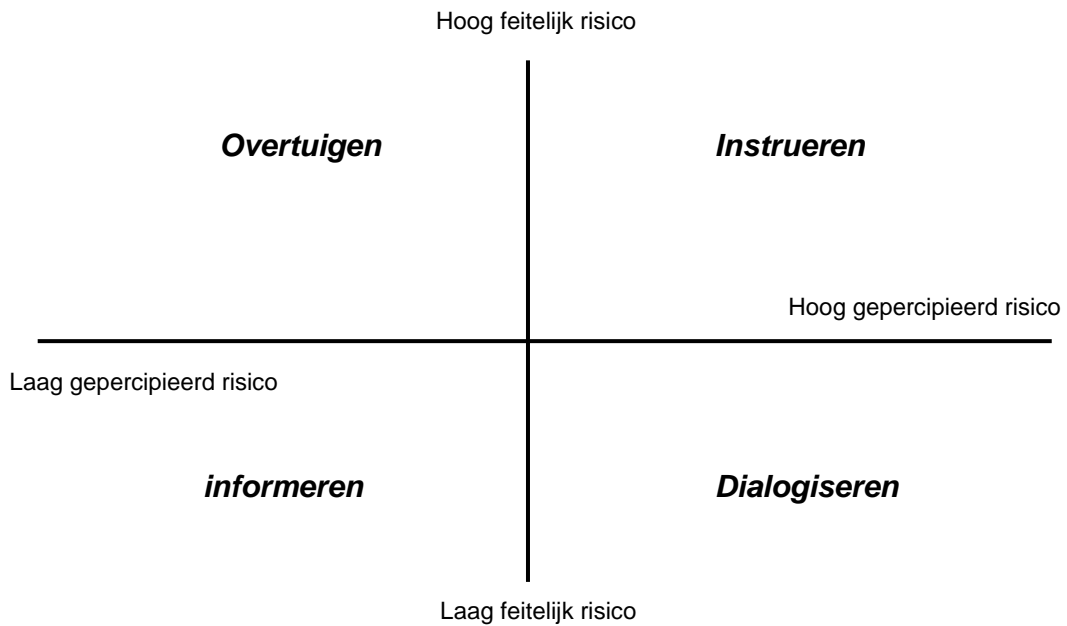 Hoog feitelijk risico
Overtuigen
Instrueren
Hoog gepercipieerd risico
Laag gepercipieerd risico
informeren
Dialogiseren
Laag feitelijk risico